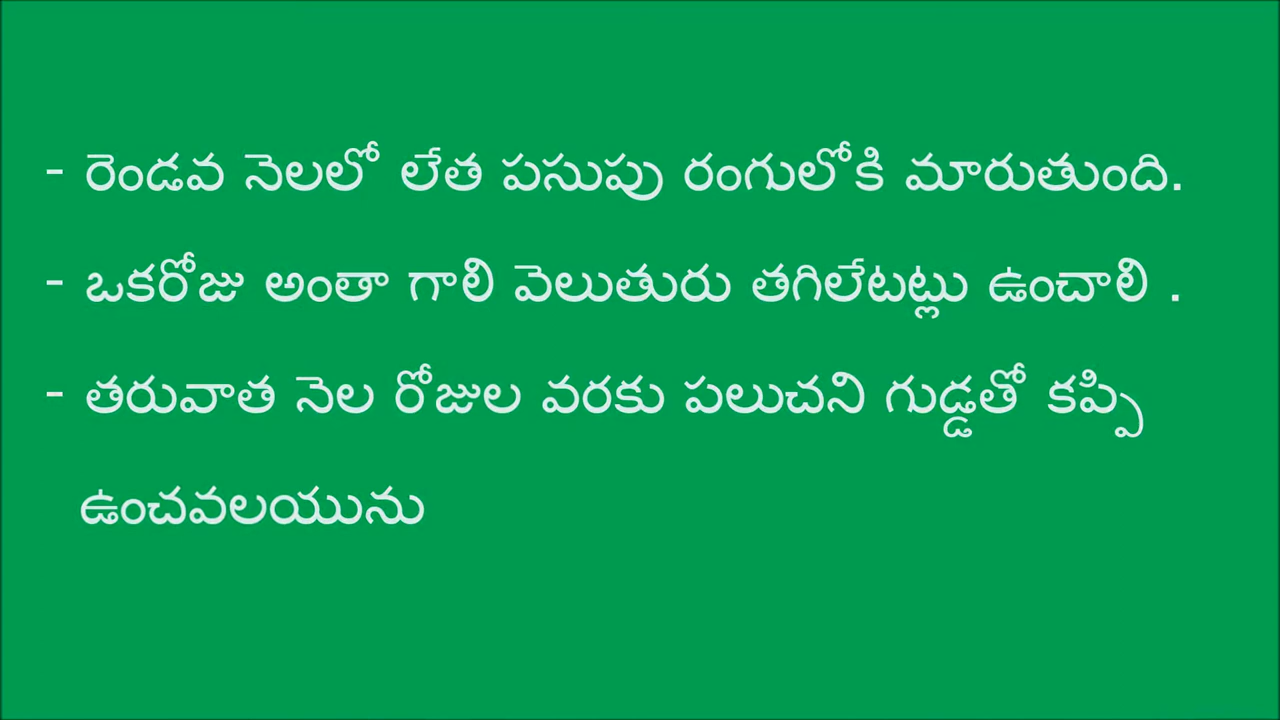 - రెండవ నెలలో లేత పసుపు రంగులోకి మారుతుంది.
- ఒకరోజు అంతా గాలి వెలుతురు తగిలేటట్లు ఉంచాలి .
- తరువాత నెల రోజుల వరకు పలుచని గుడ్డతో కప్పి
ఉంచవలయును